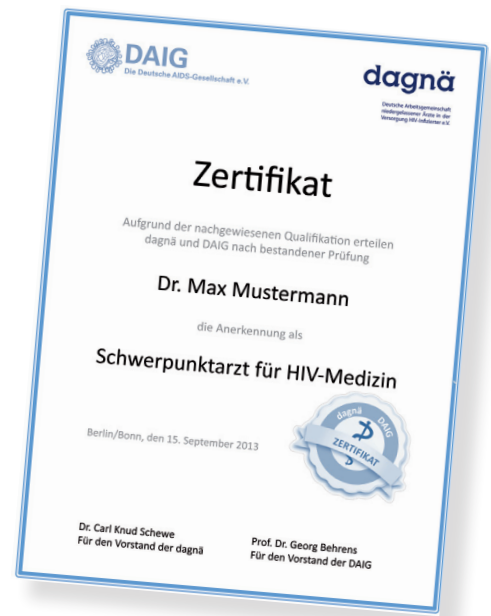 DAIG
Die Deutsche AIDS-Gesellschaft e.V.
dagnä
Deutsche Arbeitsgemeinschaft
niedergelassener Ärzte in der
Versorgung HIV-Infizierter e.V.
Zertifikat
Aufgrund der nachgewiesenen Qualifikation erteilen
dagnä und DAIG nach bestandener Prüfung
Dr. Max Mustermann
die Anerkennung als
Schwerpunktarzt für HIV-Medizin
dagnä DAIG
ZERTIFIKAT
Berlin/Bonn, den 15. September 2013
Dr. Carl Knud Schewe
Für den Vorstand der dagnä
Prof. Dr. Georg Behrens
Für den Vorstand der DAIG